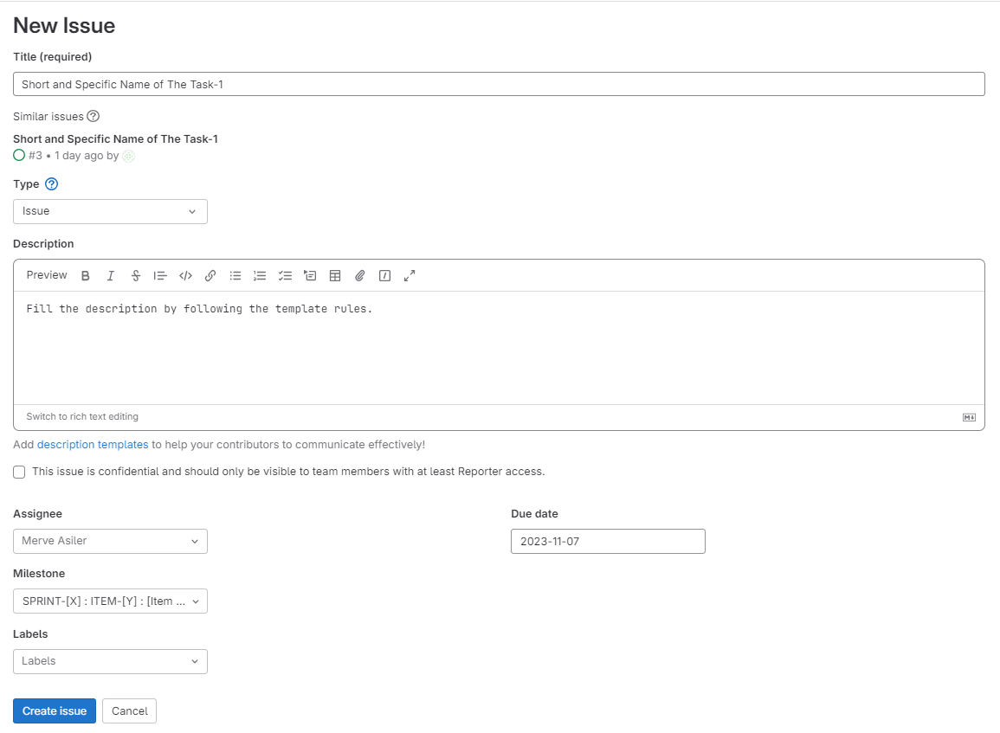 New Issue
Title (required)
Short and Specific Name of The Task-1
Similar issues
Short and Specific Name of The Task-1
#3 • 1 day ago by
Type
Issue
Description
Preview
Fill the description by following the template rules.
Switch to rich text editing
Add description templates to help your contributors to communicate effectively!
This issue is confidential and should only be visible to team members with at least Reporter access.
Assignee
Due date
Merve Asiler
2023-11-07
Milestone
SPRINT-[X] : ITEM-[Y] : [Item ...
Labels
Labels
Create issue Cancel